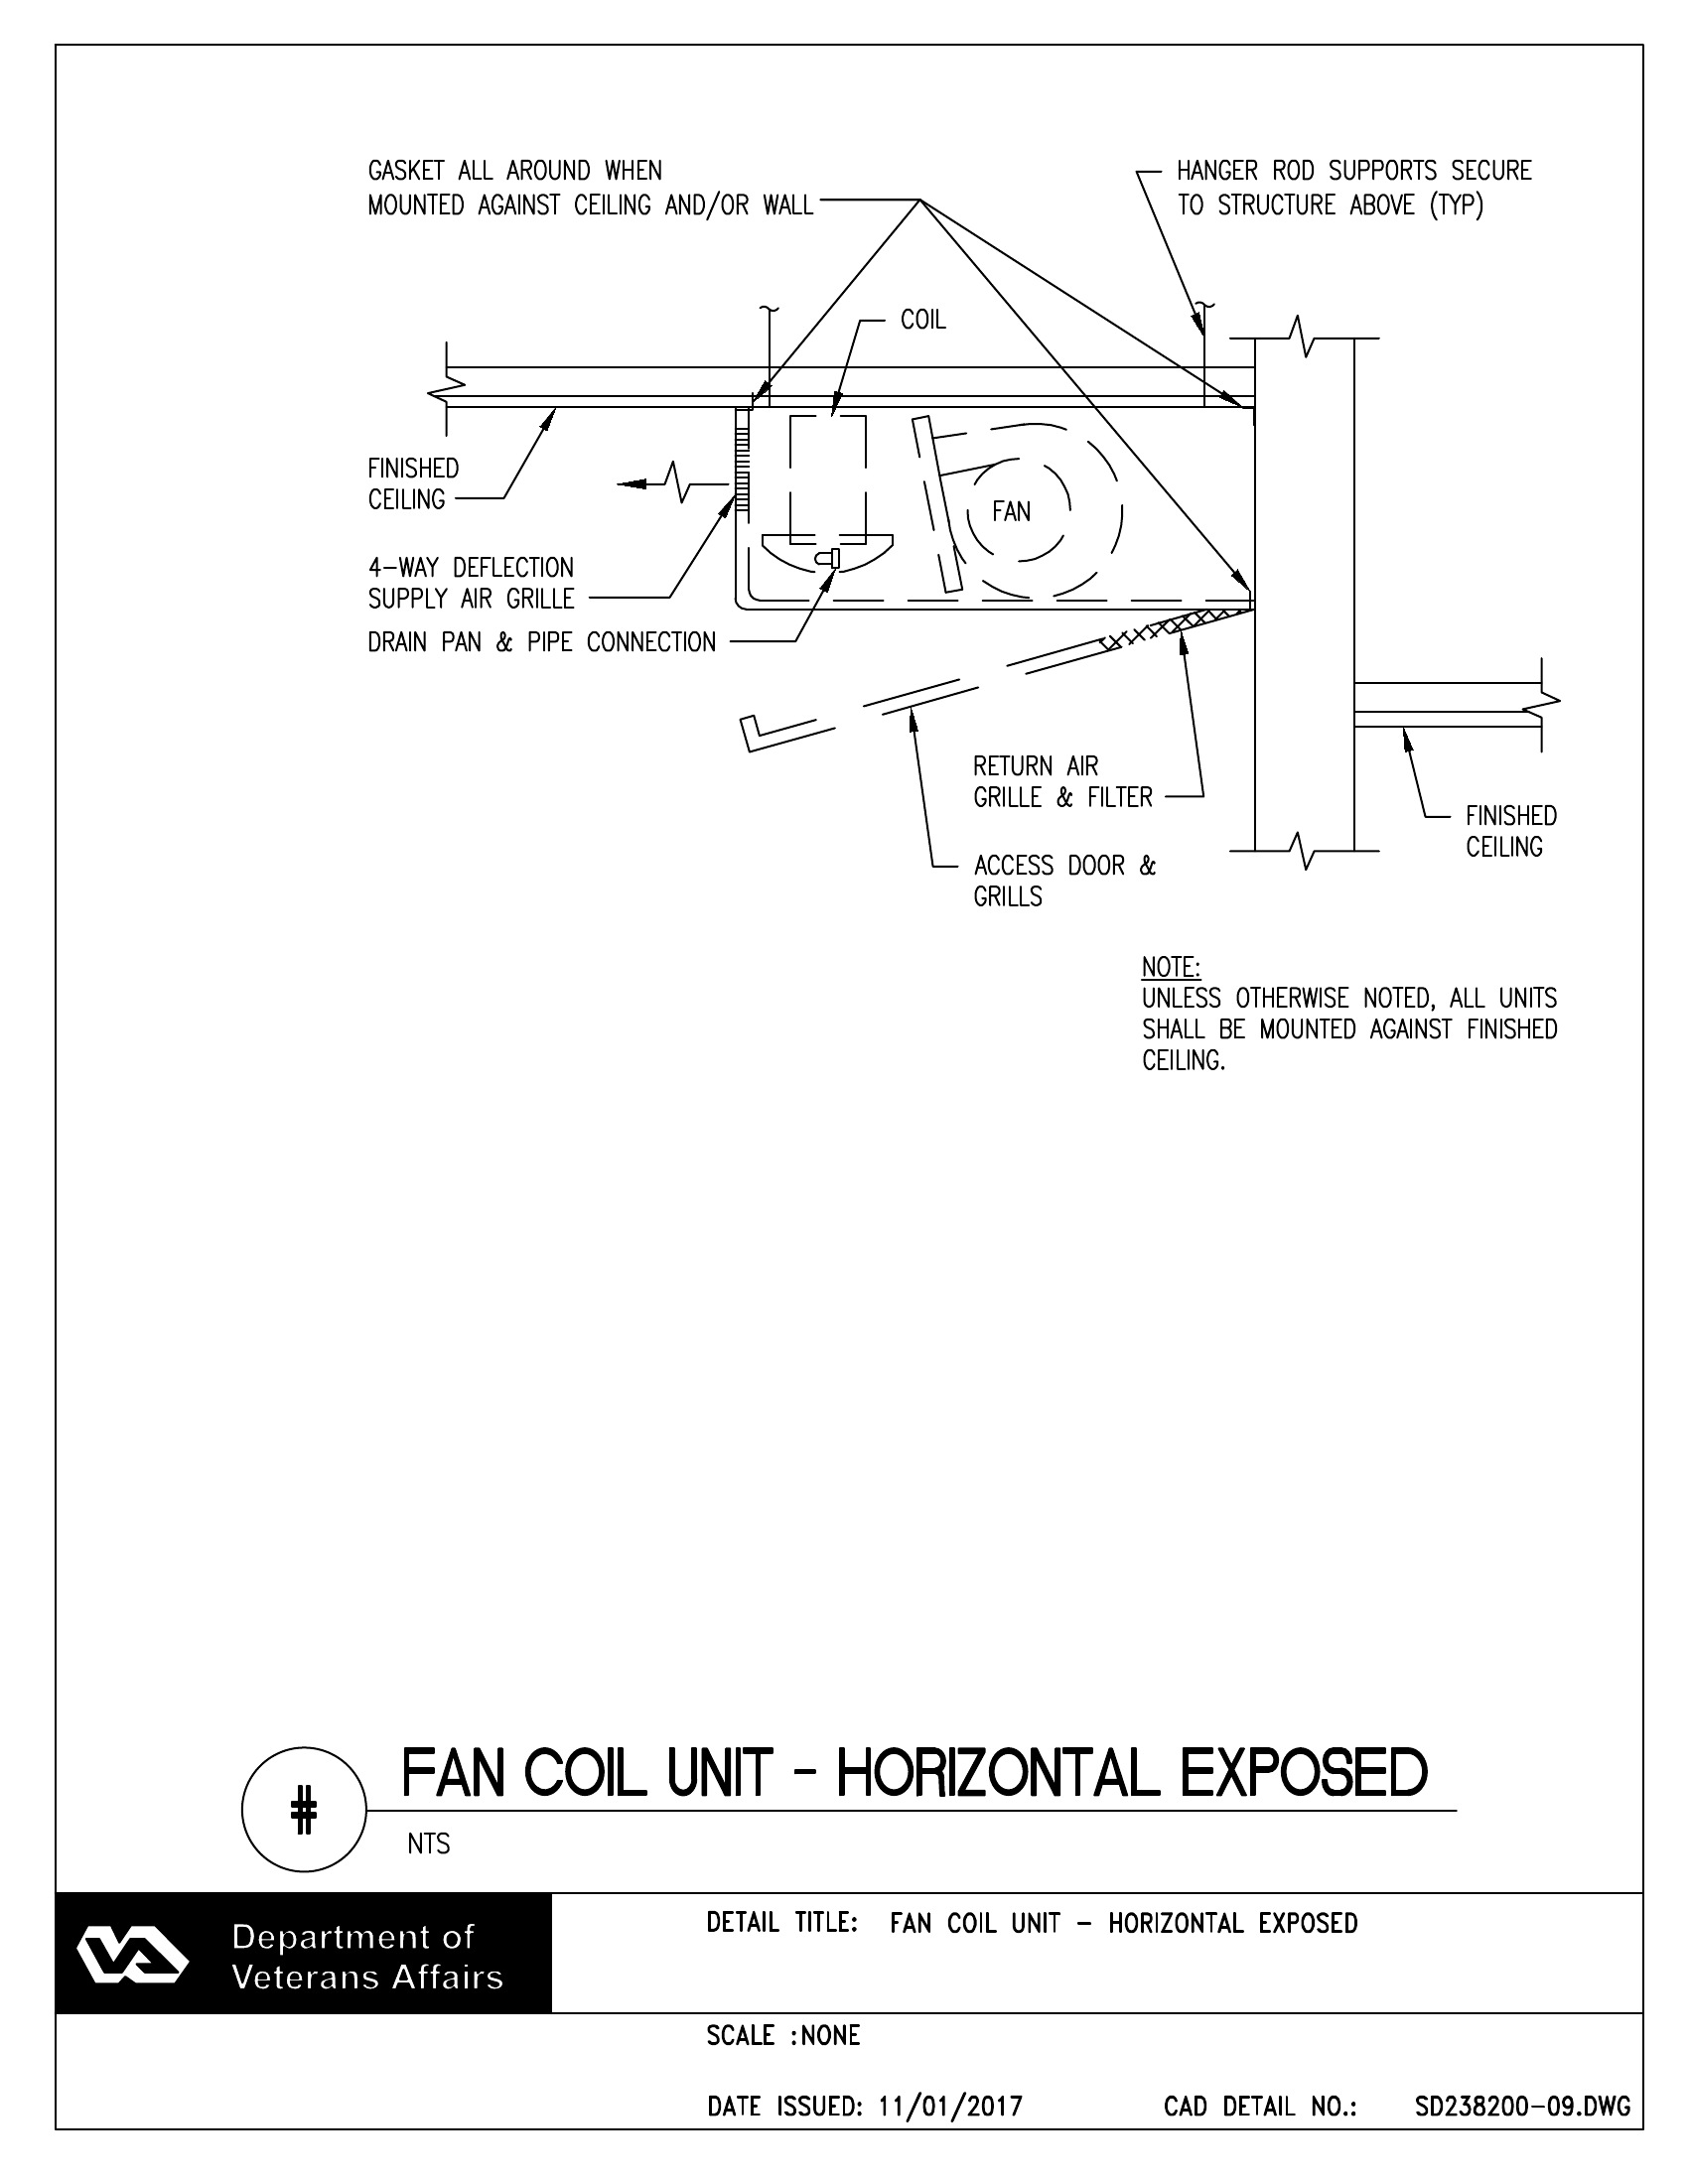 GASKET ALL AROUND WHEN
MOUNTED AGAINST CEILING AND/OR WALL
HANGER ROD SUPPORTS SECURE
TO STRUCTURE ABOVE (TYP)
COIL
FINISHED
CEILING
FAN
4-WAY DEFLECTION
SUPPLY AIR GRILLE
DRAIN PAN & PIPE CONNECTION
RETURN AIR
GRILLE & FILTER
FINISHED
CEILING
ACCESS DOOR &
GRILLS
NOTE:
UNLESS OTHERWISE NOTED, ALL UNITS
SHALL BE MOUNTED AGAINST FINISHED
CEILING.
#
FAN COIL UNIT - HORIZONTAL EXPOSED
NTS
VA
Department of
Veterans Affairs
DETAIL TITLE: FAN COIL UNIT - HORIZONTAL EXPOSED
SCALE :NONE
DATE ISSUED: 11/01/2017
CAD DETAIL NO.: SD238200-09.DWG